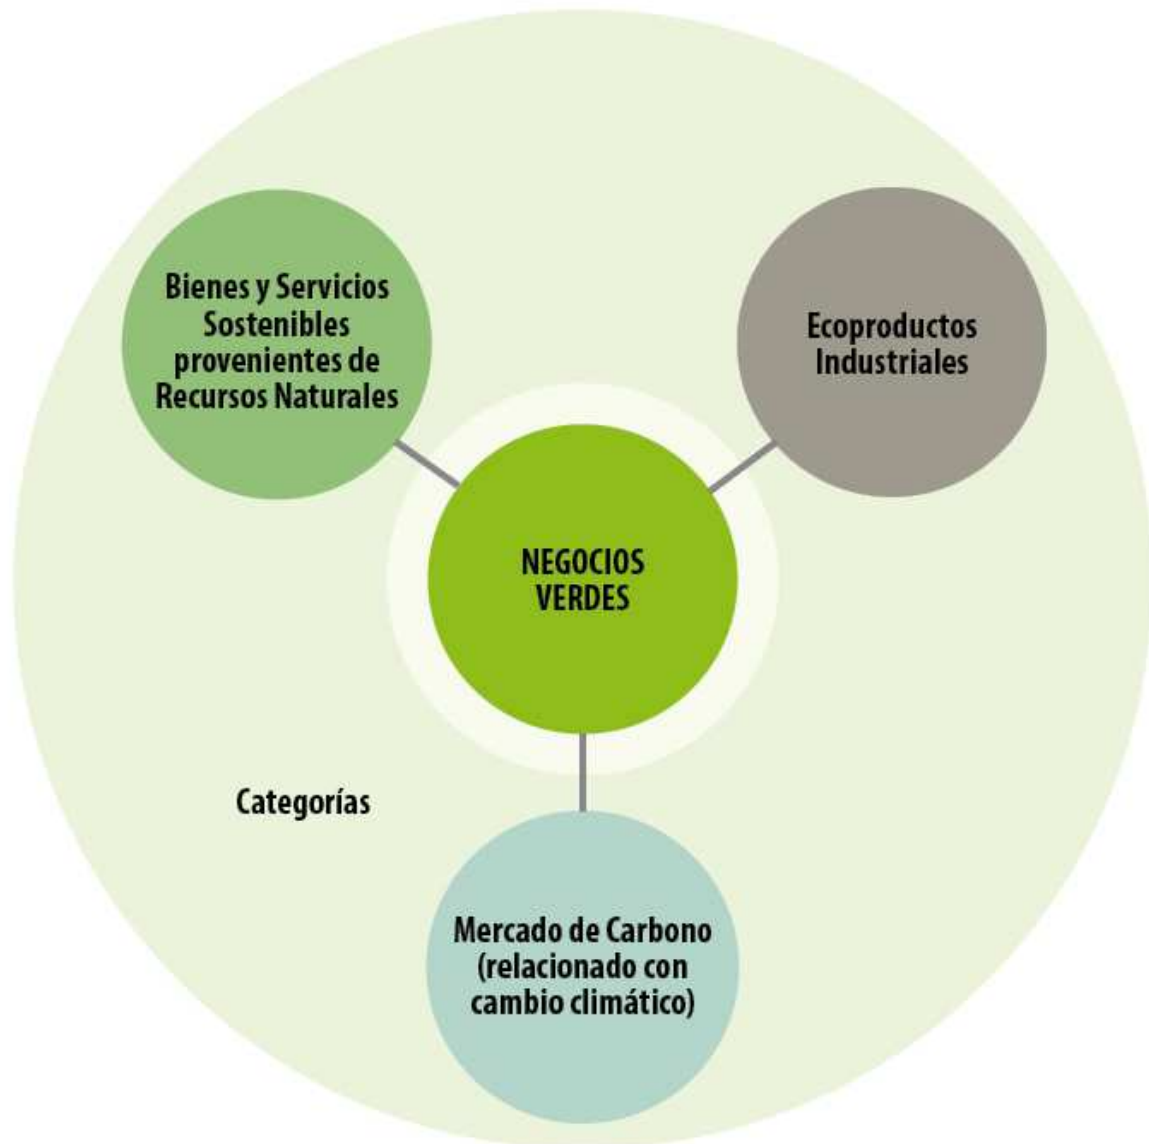 Bienes y Servicios
Sostenibles
provenientes de
Recursos Naturales
Ecoproductos
Industriales
NEGOCIOS
VERDES
Categorías
Mercado de Carbono
(relacionado con
cambio climático)